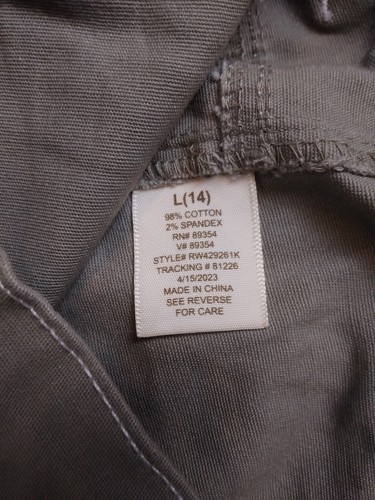 L(14)
98% COTTON
2% SPANDEX
RN# 89354
V# 89354
STYLE# RW429261K
TRACKING # 81226
4/15/2023
MADE IN CHINA
SEE REVERSE
FOR CARE